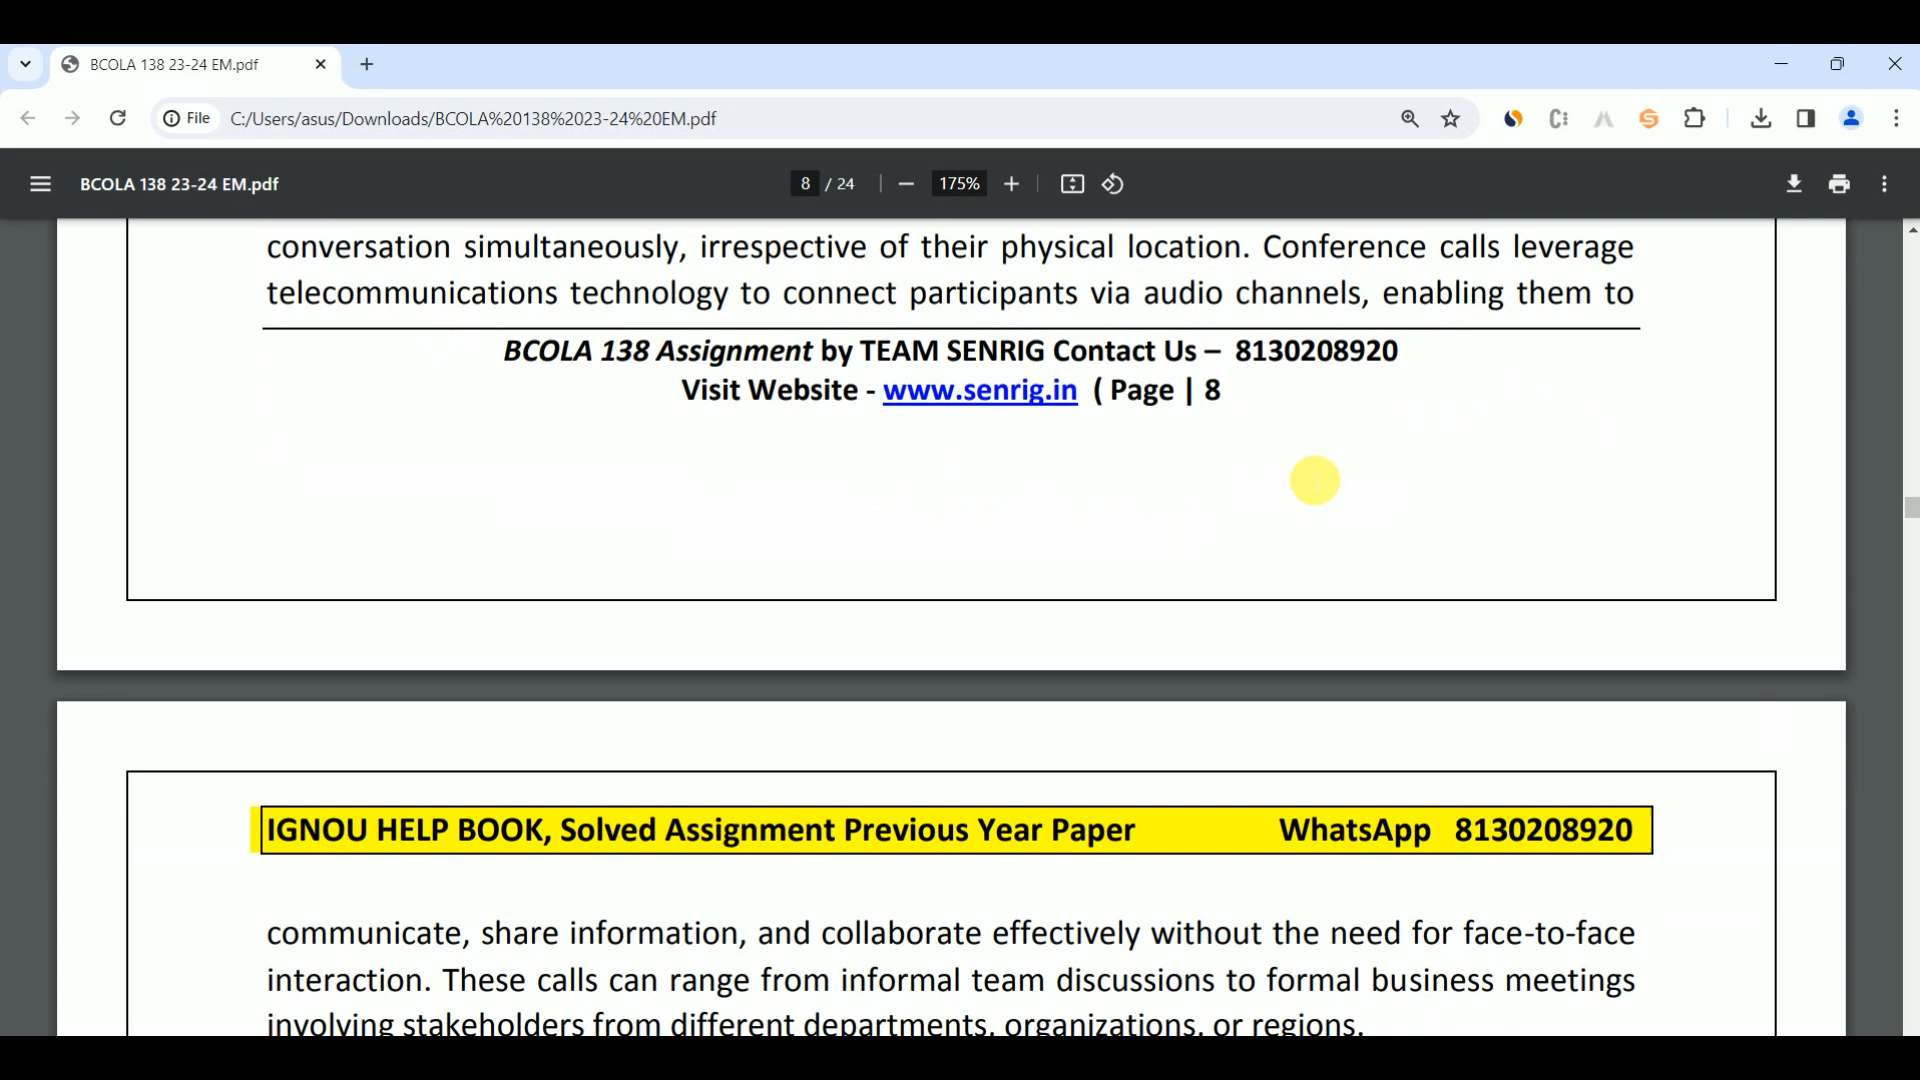 BCOLA 138 23-24 EM.pdf
File C:/Users/asus/Downloads/BCOLA%20138%2023-24%20EM.pdf
BCOLA 138 23-24 EM.pdf 8 / 24 175%
conversation simultaneously, irrespective of their physical location. Conference calls leverage
telecommunications technology to connect participants via audio channels, enabling them to
BCOLA 138 Assignment by TEAM SENRIG Contact Us – 8130208920
Visit Website - www.senrig.in ( Page | 8
IGNOU HELP BOOK, Solved Assignment Previous Year Paper WhatsApp 8130208920
communicate, share information, and collaborate effectively without the need for face-to-face
interaction. These calls can range from informal team discussions to formal business meetings
involving stakeholders from different departments, organizations, or regions.